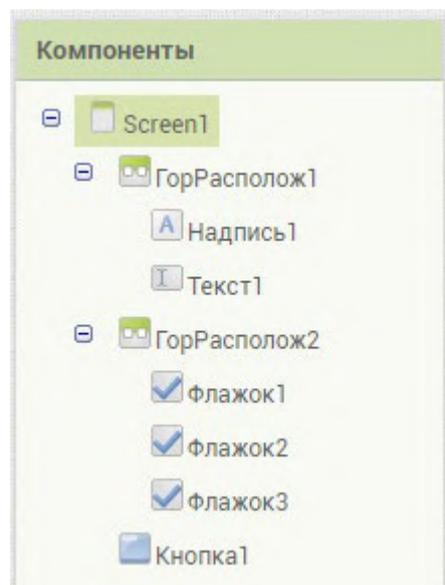 Компоненты
Screen1
ГорРасполож1
Надпись1
Текст1
ГорРасполож2
Флажок1
Флажок2
Флажок3
Кнопка1